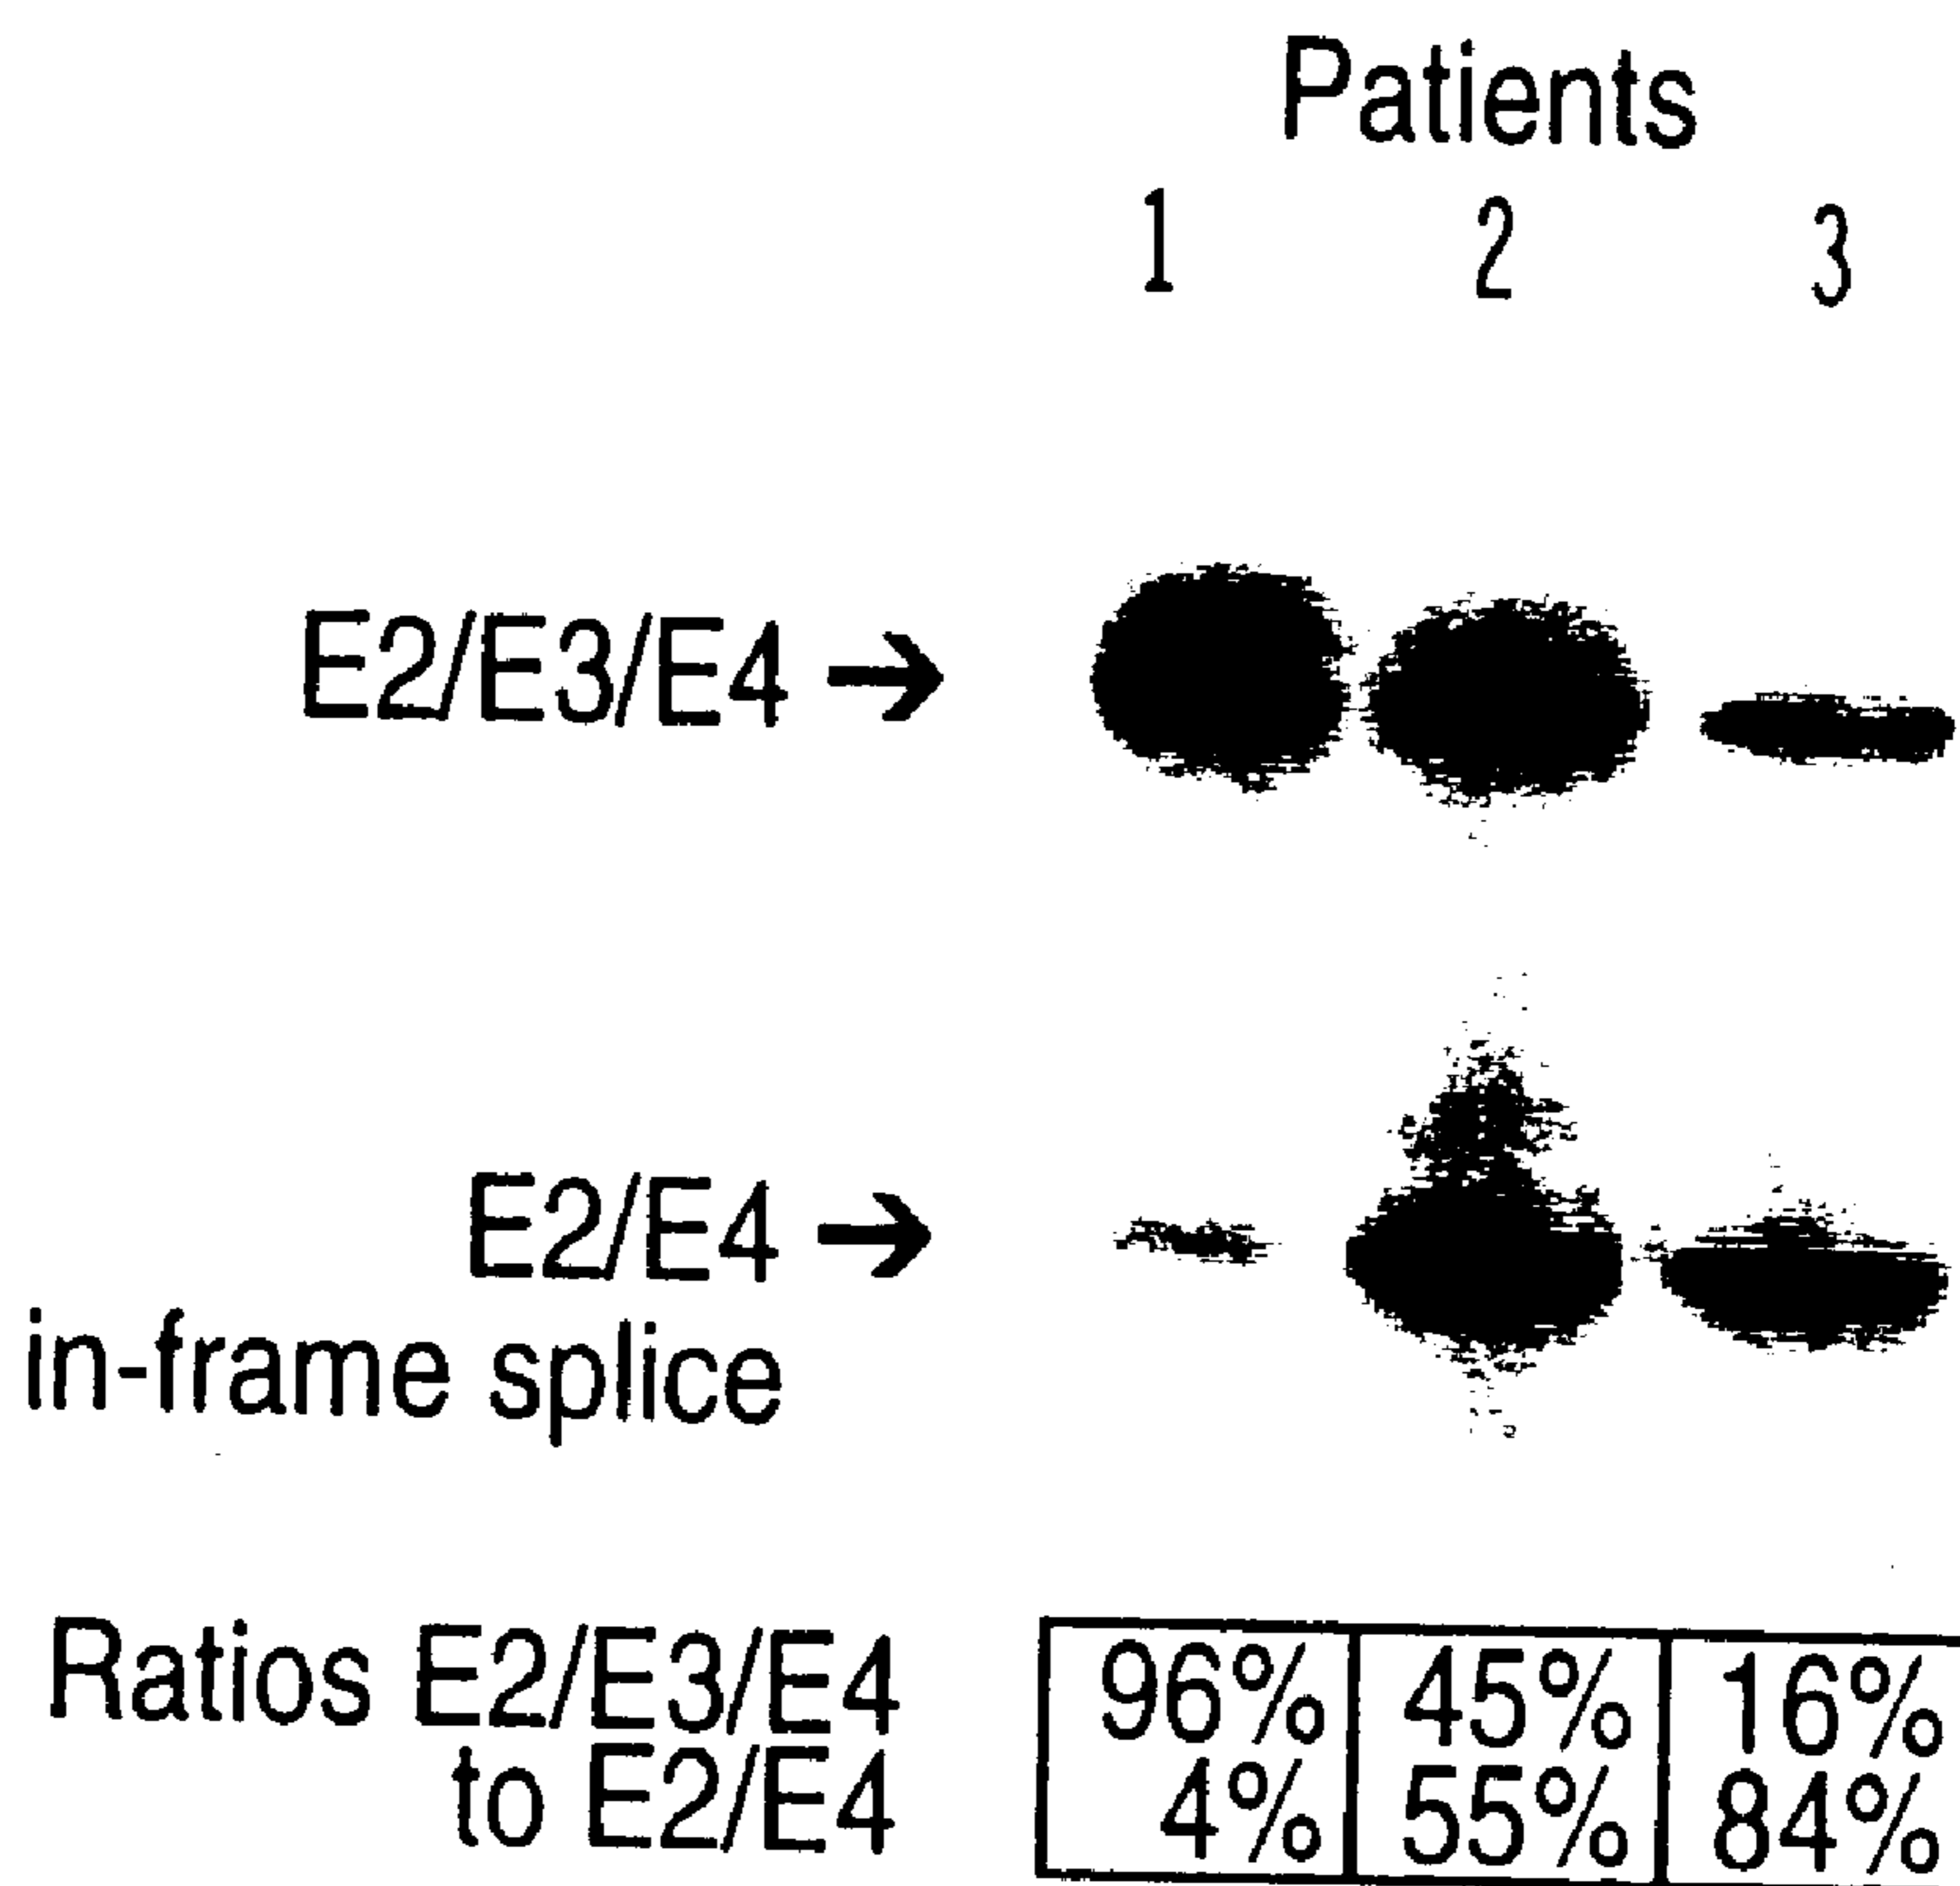 Patients
1 2 3
E2/E3/E4 →
E2/E4 →
in-frame splice
Ratios E2/E3/E4 96% 45% 16%
to E2/E4 4% 55% 84%